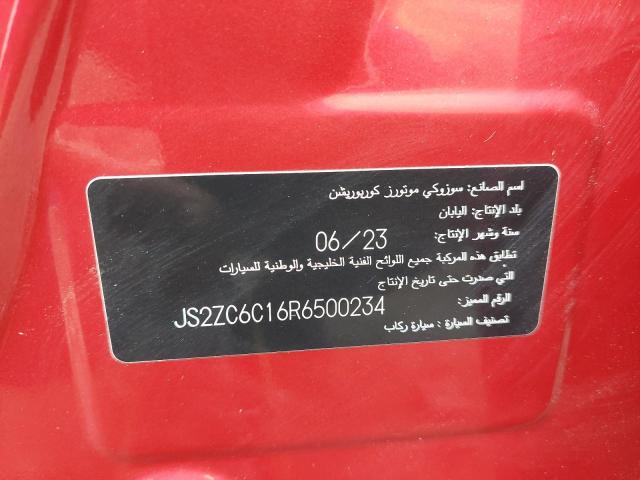 اسم الصانع: سوزوكي موتورز كوربوريشن
بلد الإنتاج: اليابان
سنة وشهر الإنتاج: 06/23
تطابق هذه المركبة جميع اللوائح الفنية الخليجية والوطنية للسيارات
التي صدرت حتى تاريخ الإنتاج
الرقم المميز: JS2ZC6C16R6500234
تصنيف السيارة : سيارة ركاب